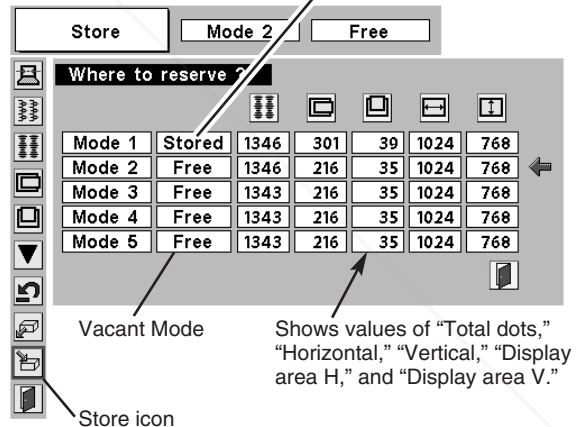 Store Mode 2 Free
Where to reserve ?
Mode 1 Stored 1346 301 39 1024 768
Mode 2 Free 1346 216 35 1024 768
Mode 3 Free 1343 216 35 1024 768
Mode 4 Free 1343 216 35 1024 768
Mode 5 Free 1343 216 35 1024 768
Vacant Mode
Shows values of “Total dots,”
“Horizontal,” “Vertical,” “Display
area H,” and “Display area V.”
Store icon